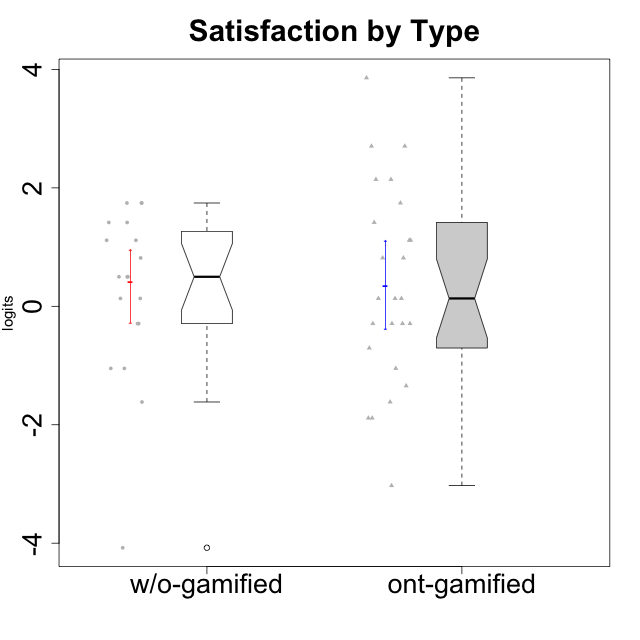 Satisfaction by Type
4
2
0
-2
-4
logits
w/o-gamified
ont-gamified